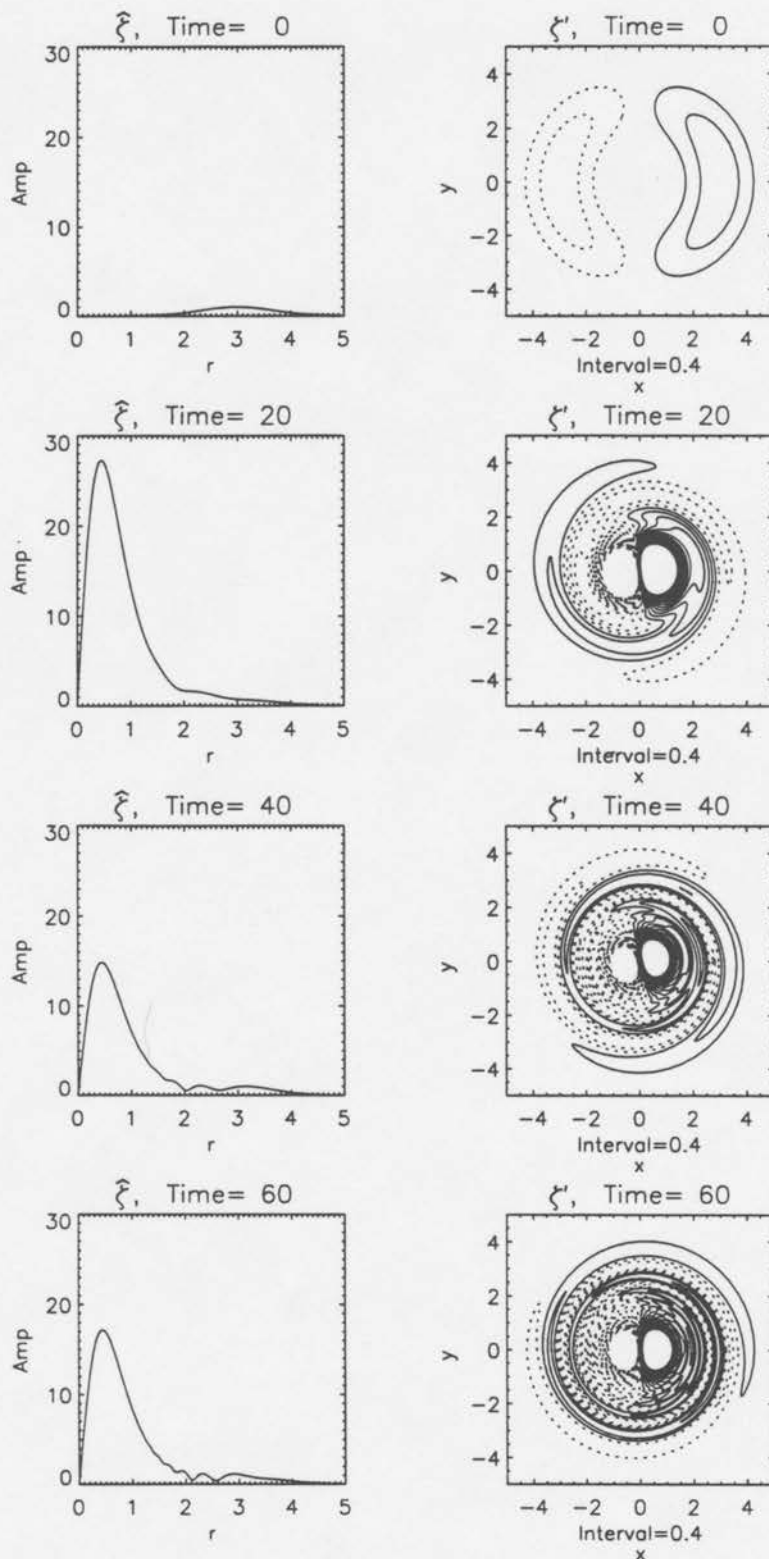 ζ̂, Time= 0
30
20
10
0
Amp
0 1 2 3 4 5
r
ζ′, Time= 0
4
2
0
−2
−4
y
−4 −2 0 2 4
Interval=0.4
x
ζ̂, Time= 20
30
20
10
0
Amp
0 1 2 3 4 5
r
ζ′, Time= 20
4
2
0
−2
−4
y
−4 −2 0 2 4
Interval=0.4
x
ζ̂, Time= 40
30
20
10
0
Amp
0 1 2 3 4 5
r
ζ′, Time= 40
4
2
0
−2
−4
y
−4 −2 0 2 4
Interval=0.4
x
ζ̂, Time= 60
30
20
10
0
Amp
0 1 2 3 4 5
r
ζ′, Time= 60
4
2
0
−2
−4
y
−4 −2 0 2 4
Interval=0.4
x